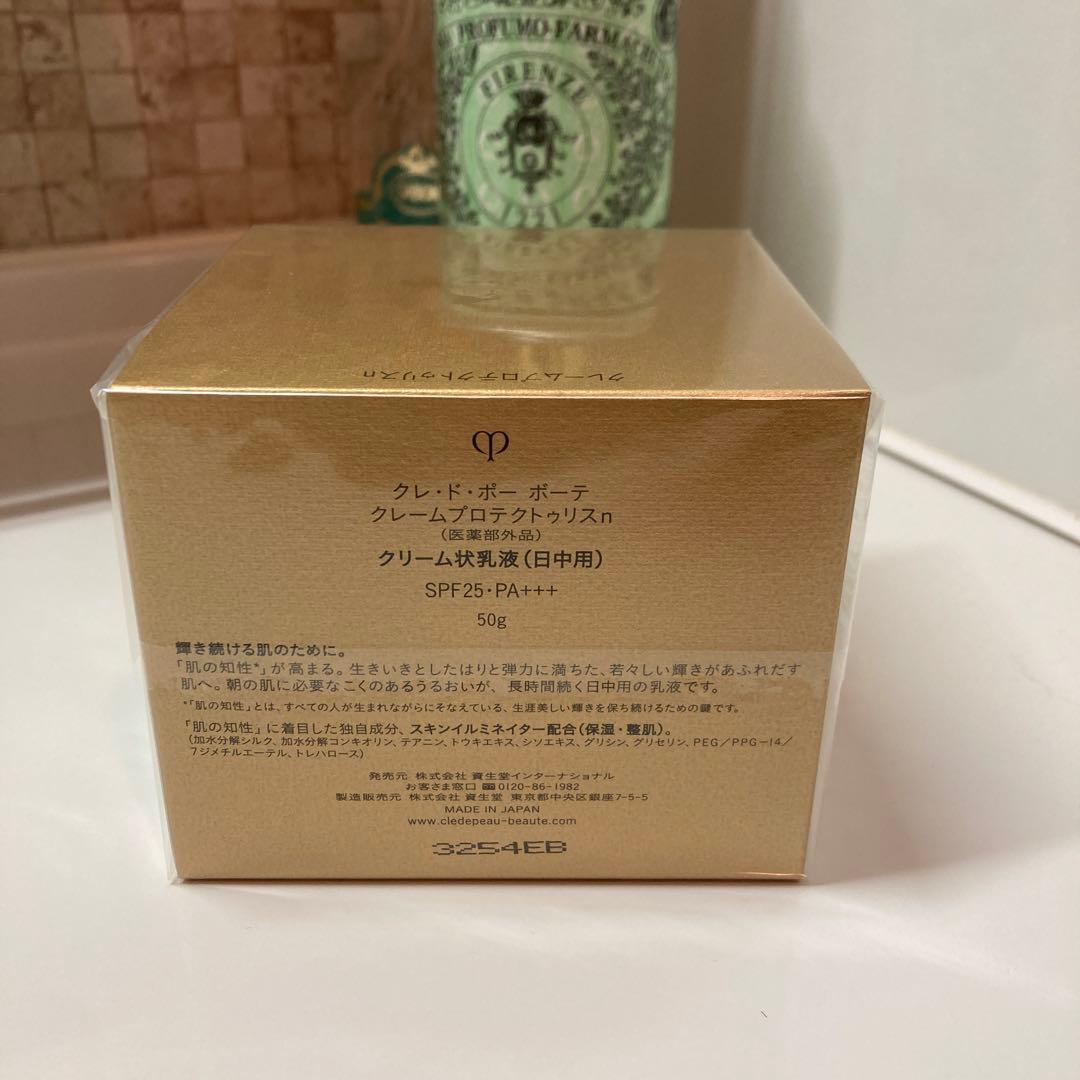 PROFUMO-FARMAC
FIRENZE
1221
クレームプロテクトゥリスn
クレ・ド・ポー ボーテ
クレームプロテクトゥリスn
（医薬部外品）
クリーム状乳液（日中用）
SPF25・PA+++
50g
輝き続ける肌のために。
「肌の知性*」が高まる。生きいきとしたはりと弾力に満ちた、若々しい輝きがあふれだす
肌へ。朝の肌に必要なこくのあるうるおいが、長時間続く日中用の乳液です。
*「肌の知性」とは、すべての人が生まれながらにそなえている、生涯美しい輝きを保ち続けるための鍵です。
「肌の知性」に着目した独自成分、スキンイルミネイター配合（保湿・整肌）。
（加水分解シルク、加水分解コンキオリン、テアニン、トウキエキス、シソエキス、グリシン、グリセリン、PEG／PPG－14／
7ジメチルエーテル、トレハロース）
発売元 株式会社 資生堂インターナショナル
お客さま窓口 0120-86-1982
製造販売元 株式会社 資生堂 東京都中央区銀座7-5-5
MADE IN JAPAN
www.cledepeau-beaute.com
3254EB